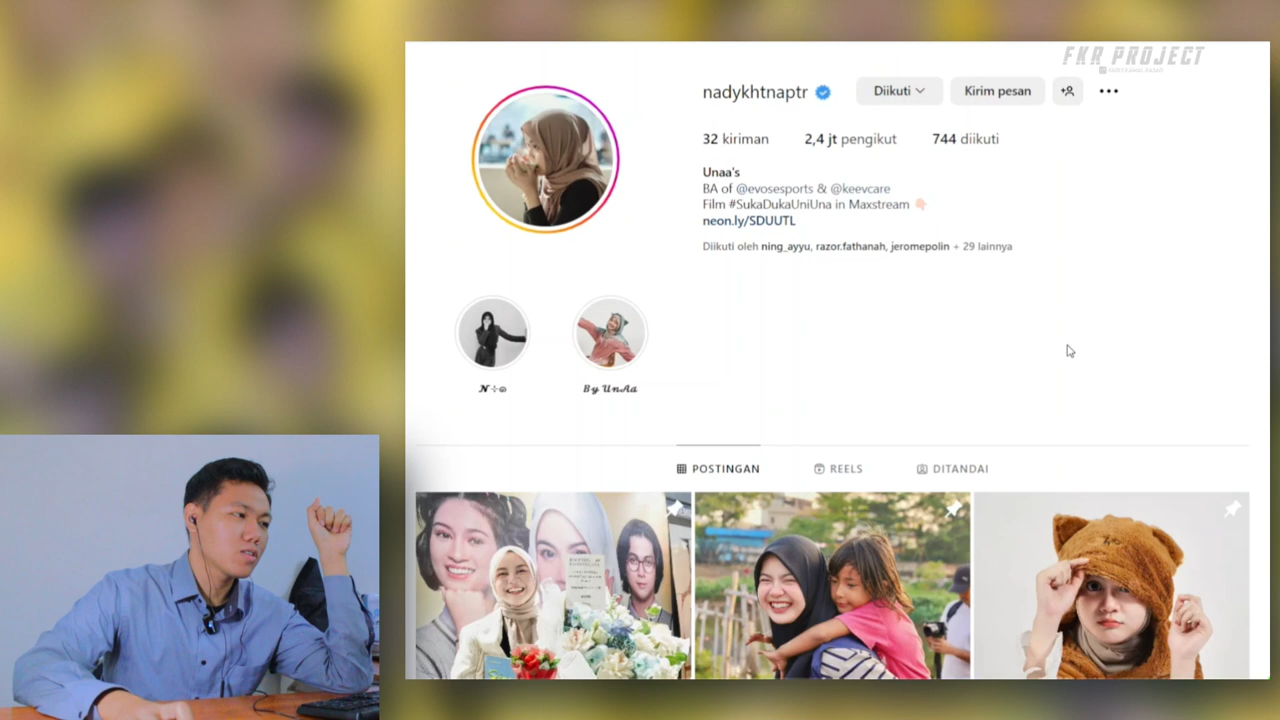 FKR PROJECT
nadykhtnaptr
Diikuti
Kirim pesan
32 kiriman 2,4 jt pengikut 744 diikuti
Unaa's
BA of @evosesports & @keevcare
Film #SukaDukaUniUna in Maxstream 👇🏻
neon.ly/SDUUTL
Diikuti oleh ning_ayyu, razor.fathanah, jeromepolin + 29 lainnya
By UnAa
POSTINGAN
REELS
DITANDAI